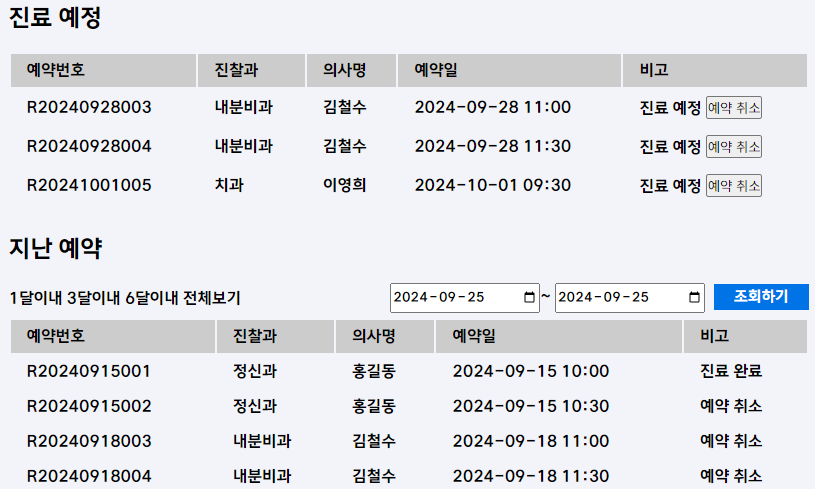 진료 예정
예약번호 진찰과 의사명 예약일 비고
R20240928003 내분비과 김철수 2024-09-28 11:00 진료 예정 예약 취소
R20240928004 내분비과 김철수 2024-09-28 11:30 진료 예정 예약 취소
R20241001005 치과 이영희 2024-10-01 09:30 진료 예정 예약 취소
지난 예약
1달이내 3달이내 6달이내 전체보기 2024-09-25 ~ 2024-09-25 조회하기
예약번호 진찰과 의사명 예약일 비고
R20240915001 정신과 홍길동 2024-09-15 10:00 진료 완료
R20240915002 정신과 홍길동 2024-09-15 10:30 예약 취소
R20240918003 내분비과 김철수 2024-09-18 11:00 예약 취소
R20240918004 내분비과 김철수 2024-09-18 11:30 예약 취소